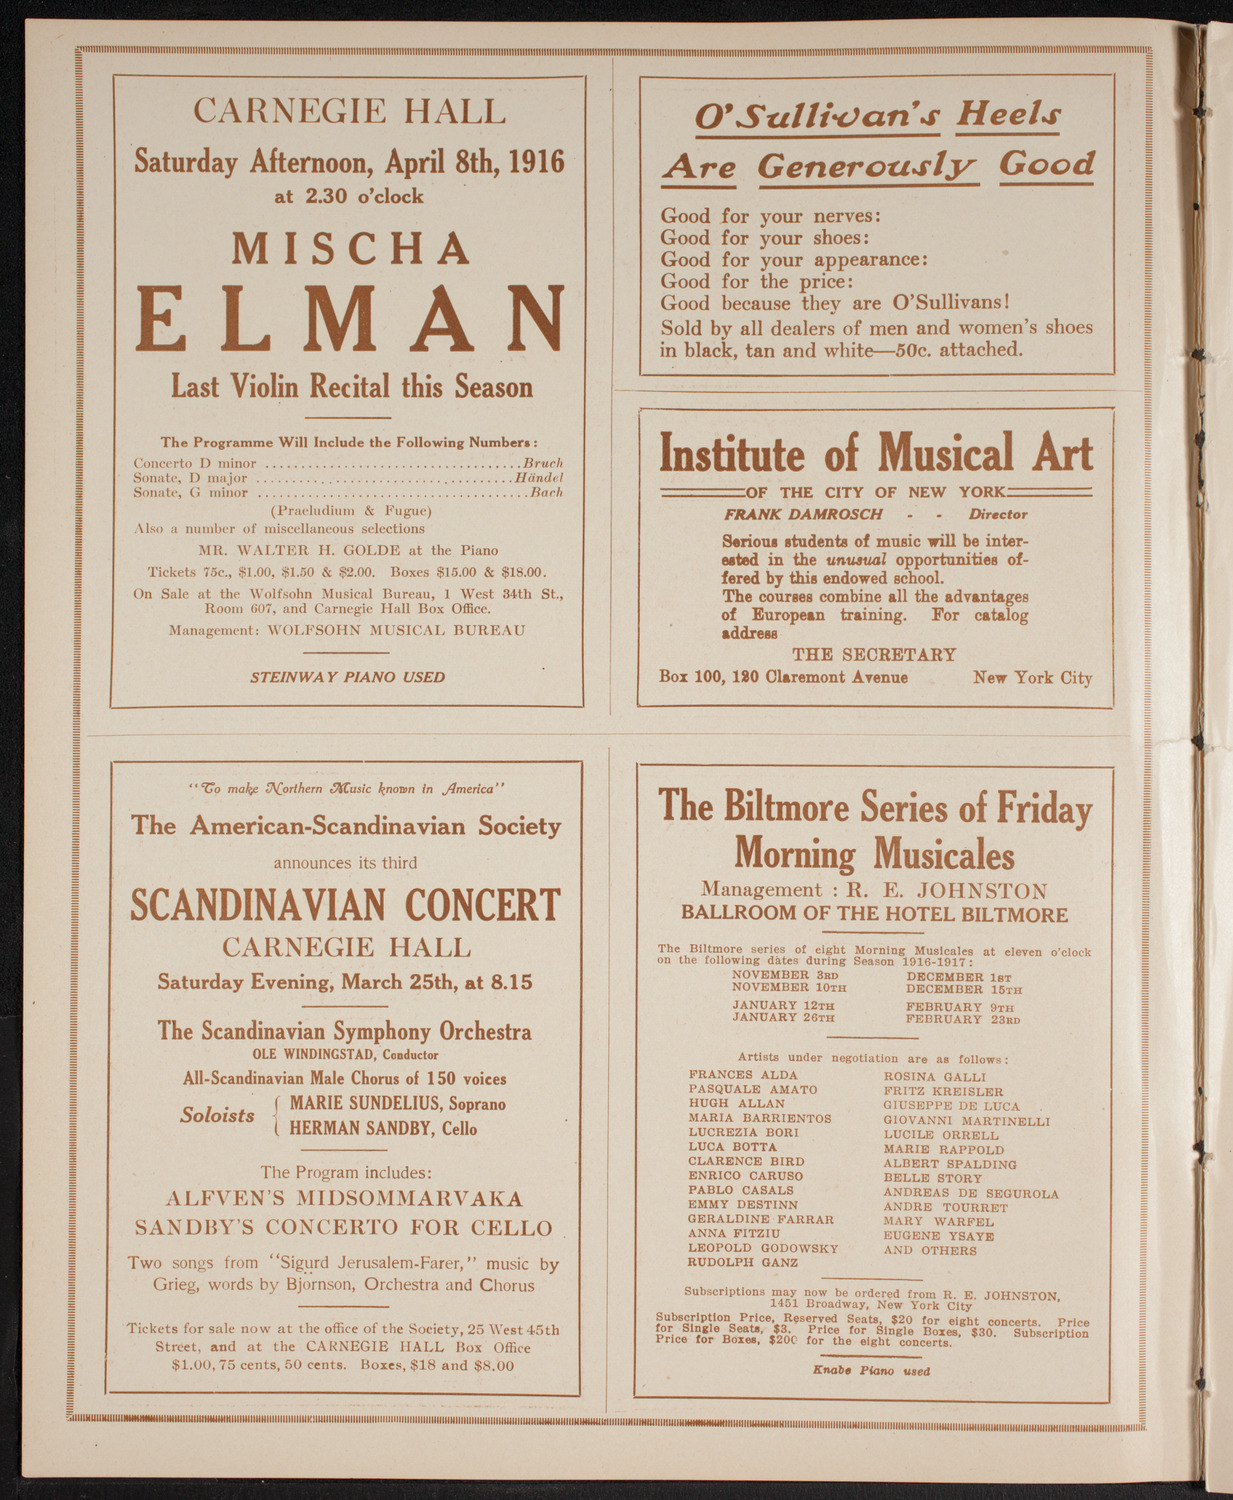 CARNEGIE HALL
Saturday Afternoon, April 8th, 1916
at 2.30 o'clock
MISCHA
ELMAN
Last Violin Recital this Season
The Programme Will Include the Following Numbers:
Concerto D minor ....................................Bruch
Sonate, D major ....................................Händel
Sonate, G minor .....................................Bach
(Praeludium & Fugue)
Also a number of miscellaneous selections
MR. WALTER H. GOLDE at the Piano
Tickets 75c., $1.00, $1.50 & $2.00. Boxes $15.00 & $18.00.
On Sale at the Wolfsohn Musical Bureau, 1 West 34th St.,
Room 607, and Carnegie Hall Box Office.
Management: WOLFSOHN MUSICAL BUREAU
STEINWAY PIANO USED
O'Sullivan's Heels
Are Generously Good
Good for your nerves:
Good for your shoes:
Good for your appearance:
Good for the price:
Good because they are O'Sullivans!
Sold by all dealers of men and women's shoes
in black, tan and white—50c. attached.
Institute of Musical Art
OF THE CITY OF NEW YORK
FRANK DAMROSCH - - Director
Serious students of music will be inter-
ested in the unusual opportunities of-
fered by this endowed school.
The courses combine all the advantages
of European training. For catalog
address
THE SECRETARY
Box 100, 120 Claremont Avenue New York City
"To make Northern Music known in America"
The American-Scandinavian Society
announces its third
SCANDINAVIAN CONCERT
CARNEGIE HALL
Saturday Evening, March 25th, at 8.15
The Scandinavian Symphony Orchestra
OLE WINDINGSTAD, Conductor
All-Scandinavian Male Chorus of 150 voices
Soloists { MARIE SUNDELIUS, Soprano
HERMAN SANDBY, Cello
The Program includes:
ALFVEN'S MIDSOMMARVAKA
SANDBY'S CONCERTO FOR CELLO
Two songs from "Sigurd Jerusalem-Farer," music by
Grieg, words by Bjornson, Orchestra and Chorus
Tickets for sale now at the office of the Society, 25 West 45th
Street, and at the CARNEGIE HALL Box Office
$1.00, 75 cents, 50 cents. Boxes, $18 and $8.00
The Biltmore Series of Friday
Morning Musicales
Management : R. E. JOHNSTON
BALLROOM OF THE HOTEL BILTMORE
The Biltmore series of eight Morning Musicales at eleven o'clock
on the following dates during Season 1916-1917:
NOVEMBER 3RD DECEMBER 1ST
NOVEMBER 10TH DECEMBER 15TH
JANUARY 12TH FEBRUARY 9TH
JANUARY 26TH FEBRUARY 23RD
Artists under negotiation are as follows:
FRANCES ALDA
PASQUALE AMATO
HUGH ALLAN
MARIA BARRIENTOS
LUCREZIA BORI
LUCA BOTTA
CLARENCE BIRD
ENRICO CARUSO
PABLO CASALS
EMMY DESTINN
GERALDINE FARRAR
ANNA FITZIU
LEOPOLD GODOWSKY
RUDOLPH GANZ
ROSINA GALLI
FRITZ KREISLER
GIUSEPPE DE LUCA
GIOVANNI MARTINELLI
LUCILE ORRELL
MARIE RAPPOLD
ALBERT SPALDING
BELLE STORY
ANDREAS DE SEGUROLA
ANDRE TOURRET
MARY WARFEL
EUGENE YSAYE
AND OTHERS
Subscriptions may now be ordered from R. E. JOHNSTON,
1451 Broadway, New York City
Subscription Price, Reserved Seats, $20 for eight concerts. Price
for Single Seats, $3. Price for Single Boxes, $30. Subscription
Price for Boxes, $200 for the eight concerts.
Knabe Piano used